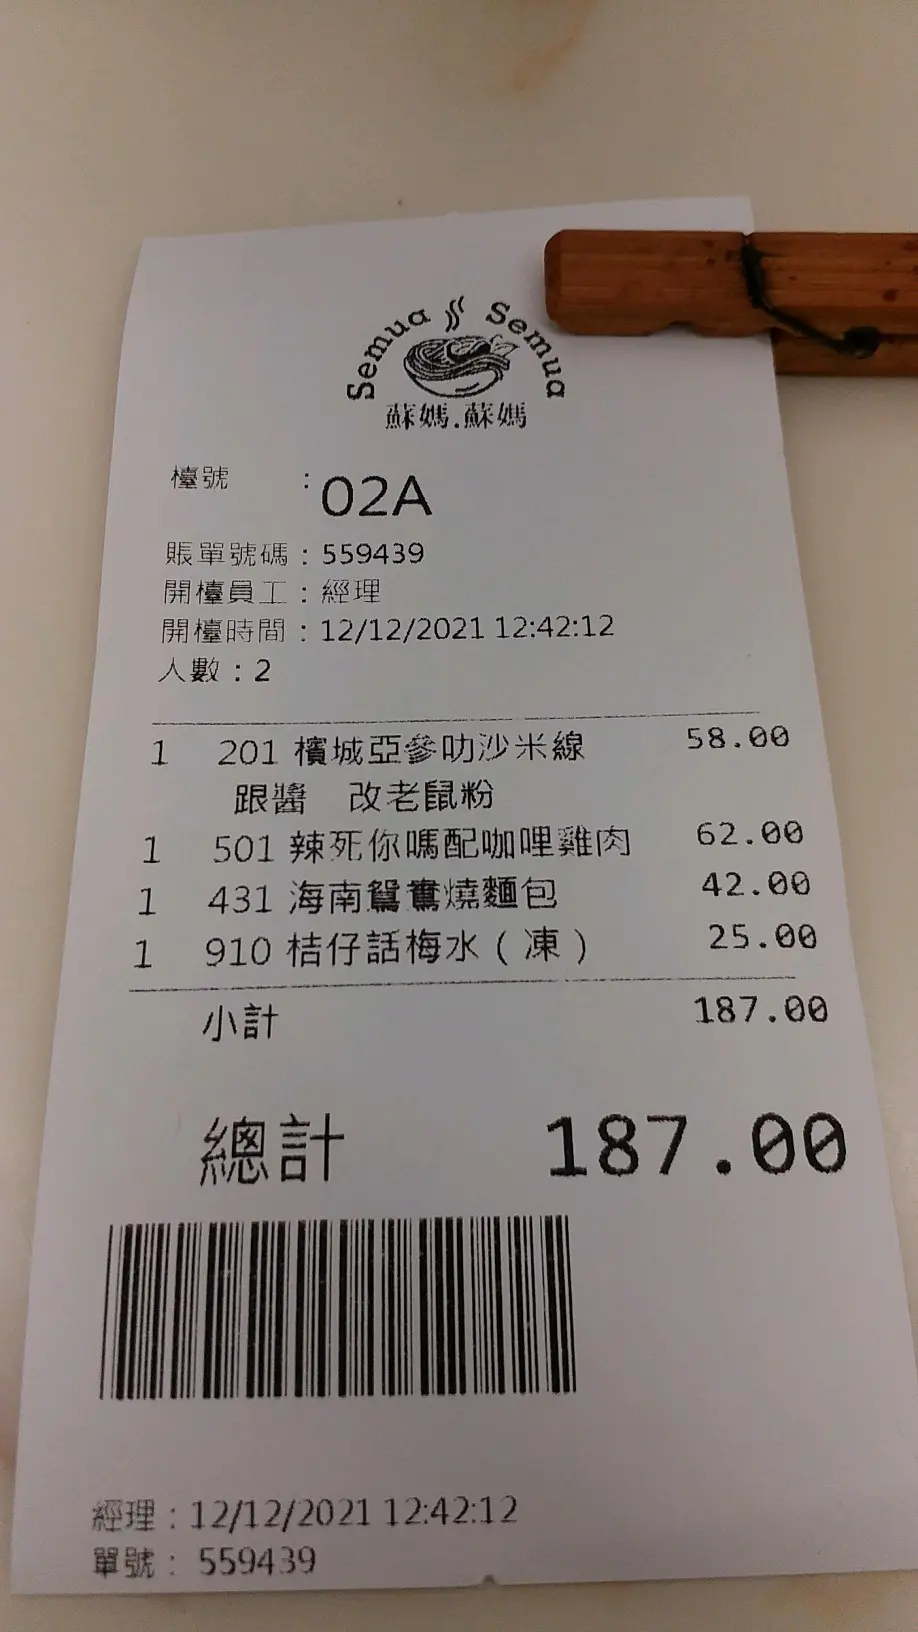 Semua Semua
蘇媽.蘇媽
檯號 : 02A
賬單號碼 : 559439
開檯員工 : 經理
開檯時間 : 12/12/2021 12:42:12
人數 : 2
1 201 檳城亞參叻沙米線 58.00
跟醬 改老鼠粉
1 501 辣死你嗎配咖哩雞肉 62.00
1 431 海南鴛鴦燒麵包 42.00
1 910 桔仔話梅水 ( 凍 ) 25.00
小計 187.00
總計 187.00
經理 : 12/12/2021 12:42:12
單號 : 559439